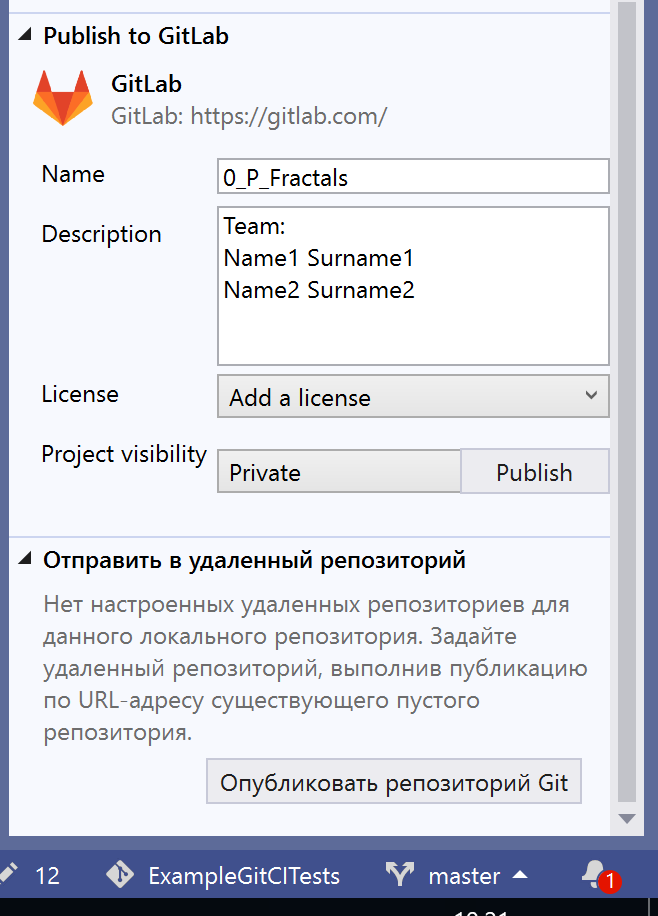 Publish to GitLab
GitLab
GitLab: https://gitlab.com/
Name
0_P_Fractals
Description
Team:
Name1 Surname1
Name2 Surname2
License
Add a license
Project visibility
Private
Publish
Отправить в удаленный репозиторий
Нет настроенных удаленных репозиториев для
данного локального репозитория. Задайте
удаленный репозиторий, выполнив публикацию
по URL-адресу существующего пустого
репозитория.
Опубликовать репозиторий Git
12
ExampleGitCITests
master
1